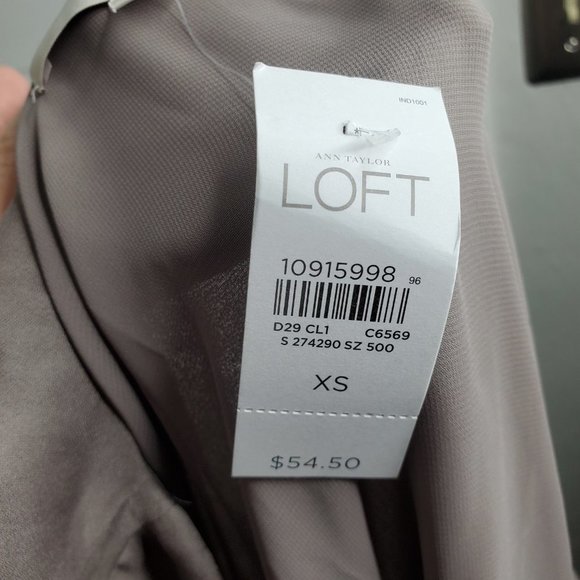 IND1001
ANN TAYLOR
LOFT
10915998 96
D29 CL1 C6569
S 274290 SZ 500
XS
$54.50